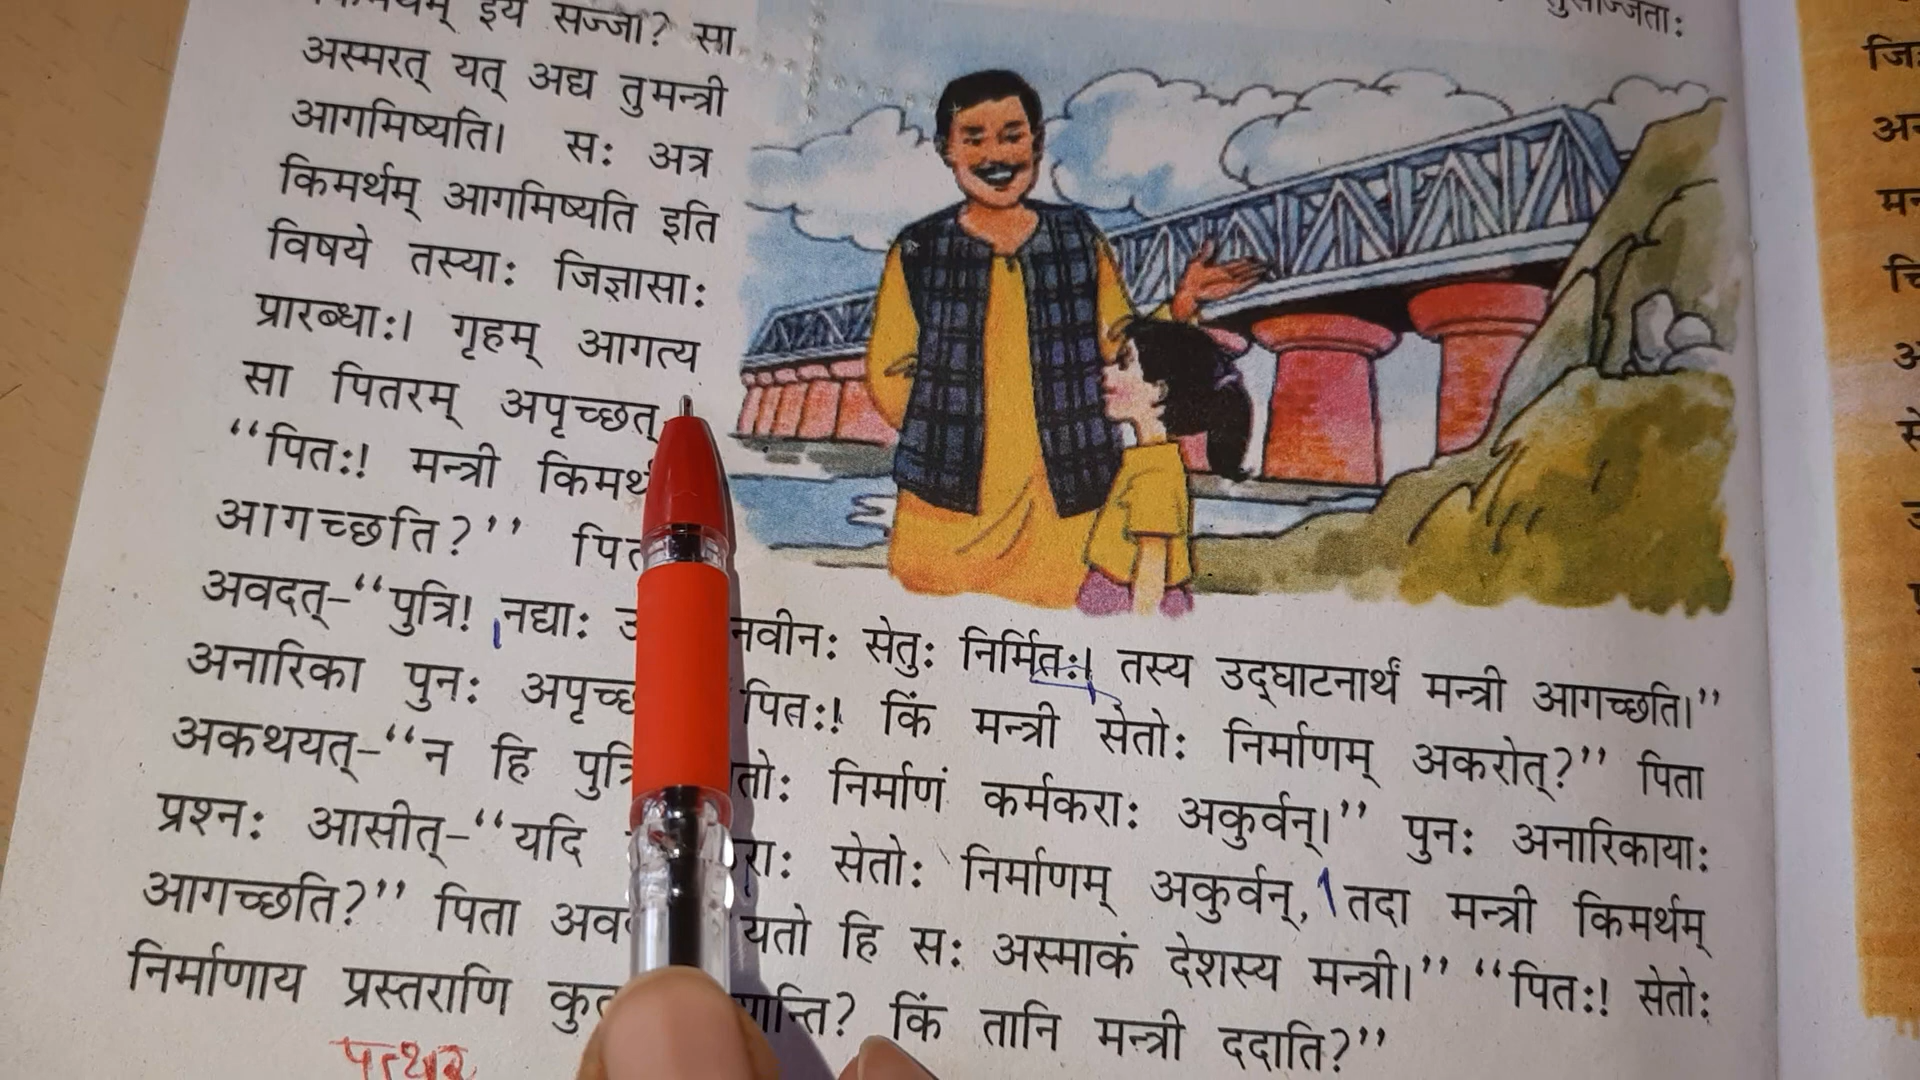 इयं सज्जा? सा
अस्मरत् यत् अद्य तुमन्त्री
आगमिष्यति। सः अत्र
किमर्थम् आगमिष्यति इति
विषये तस्याः जिज्ञासाः
प्रारब्धाः। गृहम् आगत्य
सा पितरम् अपृच्छत्
“पितः! मन्त्री
आगच्छति?”
अवदत्–“पुत्रि! नद्याः नवीनः सेतुः निर्मितः। तस्य उद्घाटनार्थं मन्त्री आगच्छति।”
अनारिका पुनः पितः! किं मन्त्री सेतोः निर्माणम् अकरोत्?” पिता
अकथयत्–“न हि निर्माणं कर्मकराः अकुर्वन्।” पुनः अनारिकायाः
प्रश्नः आसीत्–“यदि सेतोः निर्माणम् अकुर्वन्, तदा मन्त्री किमर्थम्
आगच्छति?” पिता यतो हि सः अस्माकं देशस्य मन्त्री।” “पितः! सेतोः
निर्माणाय प्रस्तराणि किं तानि मन्त्री ददाति?”
पत्थर